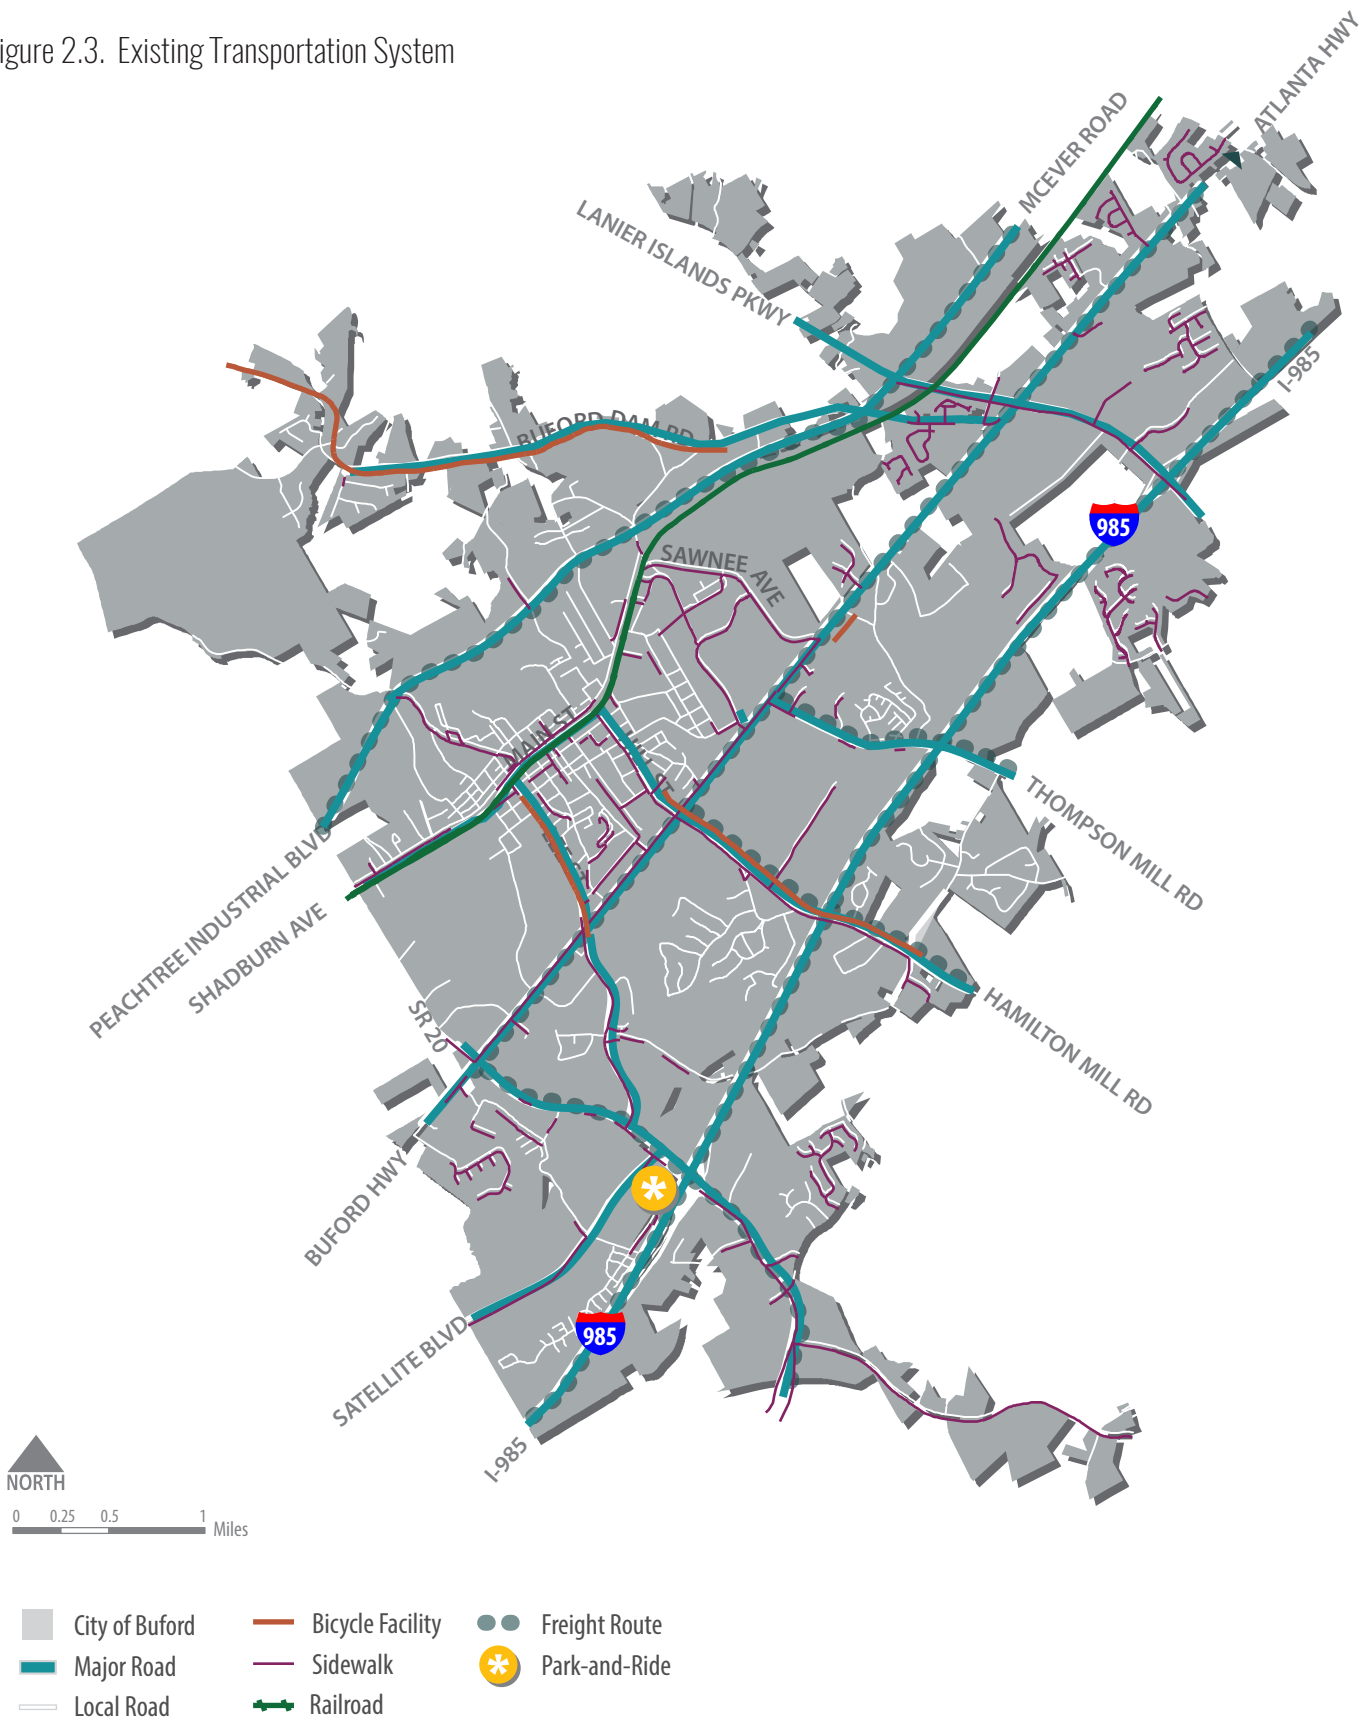 igure 2.3. Existing Transportation System
ATLANTA HWY
MCEVER ROAD
LANIER ISLANDS PKWY
I-985
BUFORD DAM RD
985
SAWNEE AVE
MAIN ST
THOMPSON MILL RD
PEACHTREE INDUSTRIAL BLVD
SHADBURN AVE
SR 20
HAMILTON MILL RD
BUFORD HWY
985
SATELLITE BLVD
I-985
NORTH
0 0.25 0.5 1
Miles
City of Buford
Major Road
Local Road
Bicycle Facility
Sidewalk
Railroad
Freight Route
Park-and-Ride